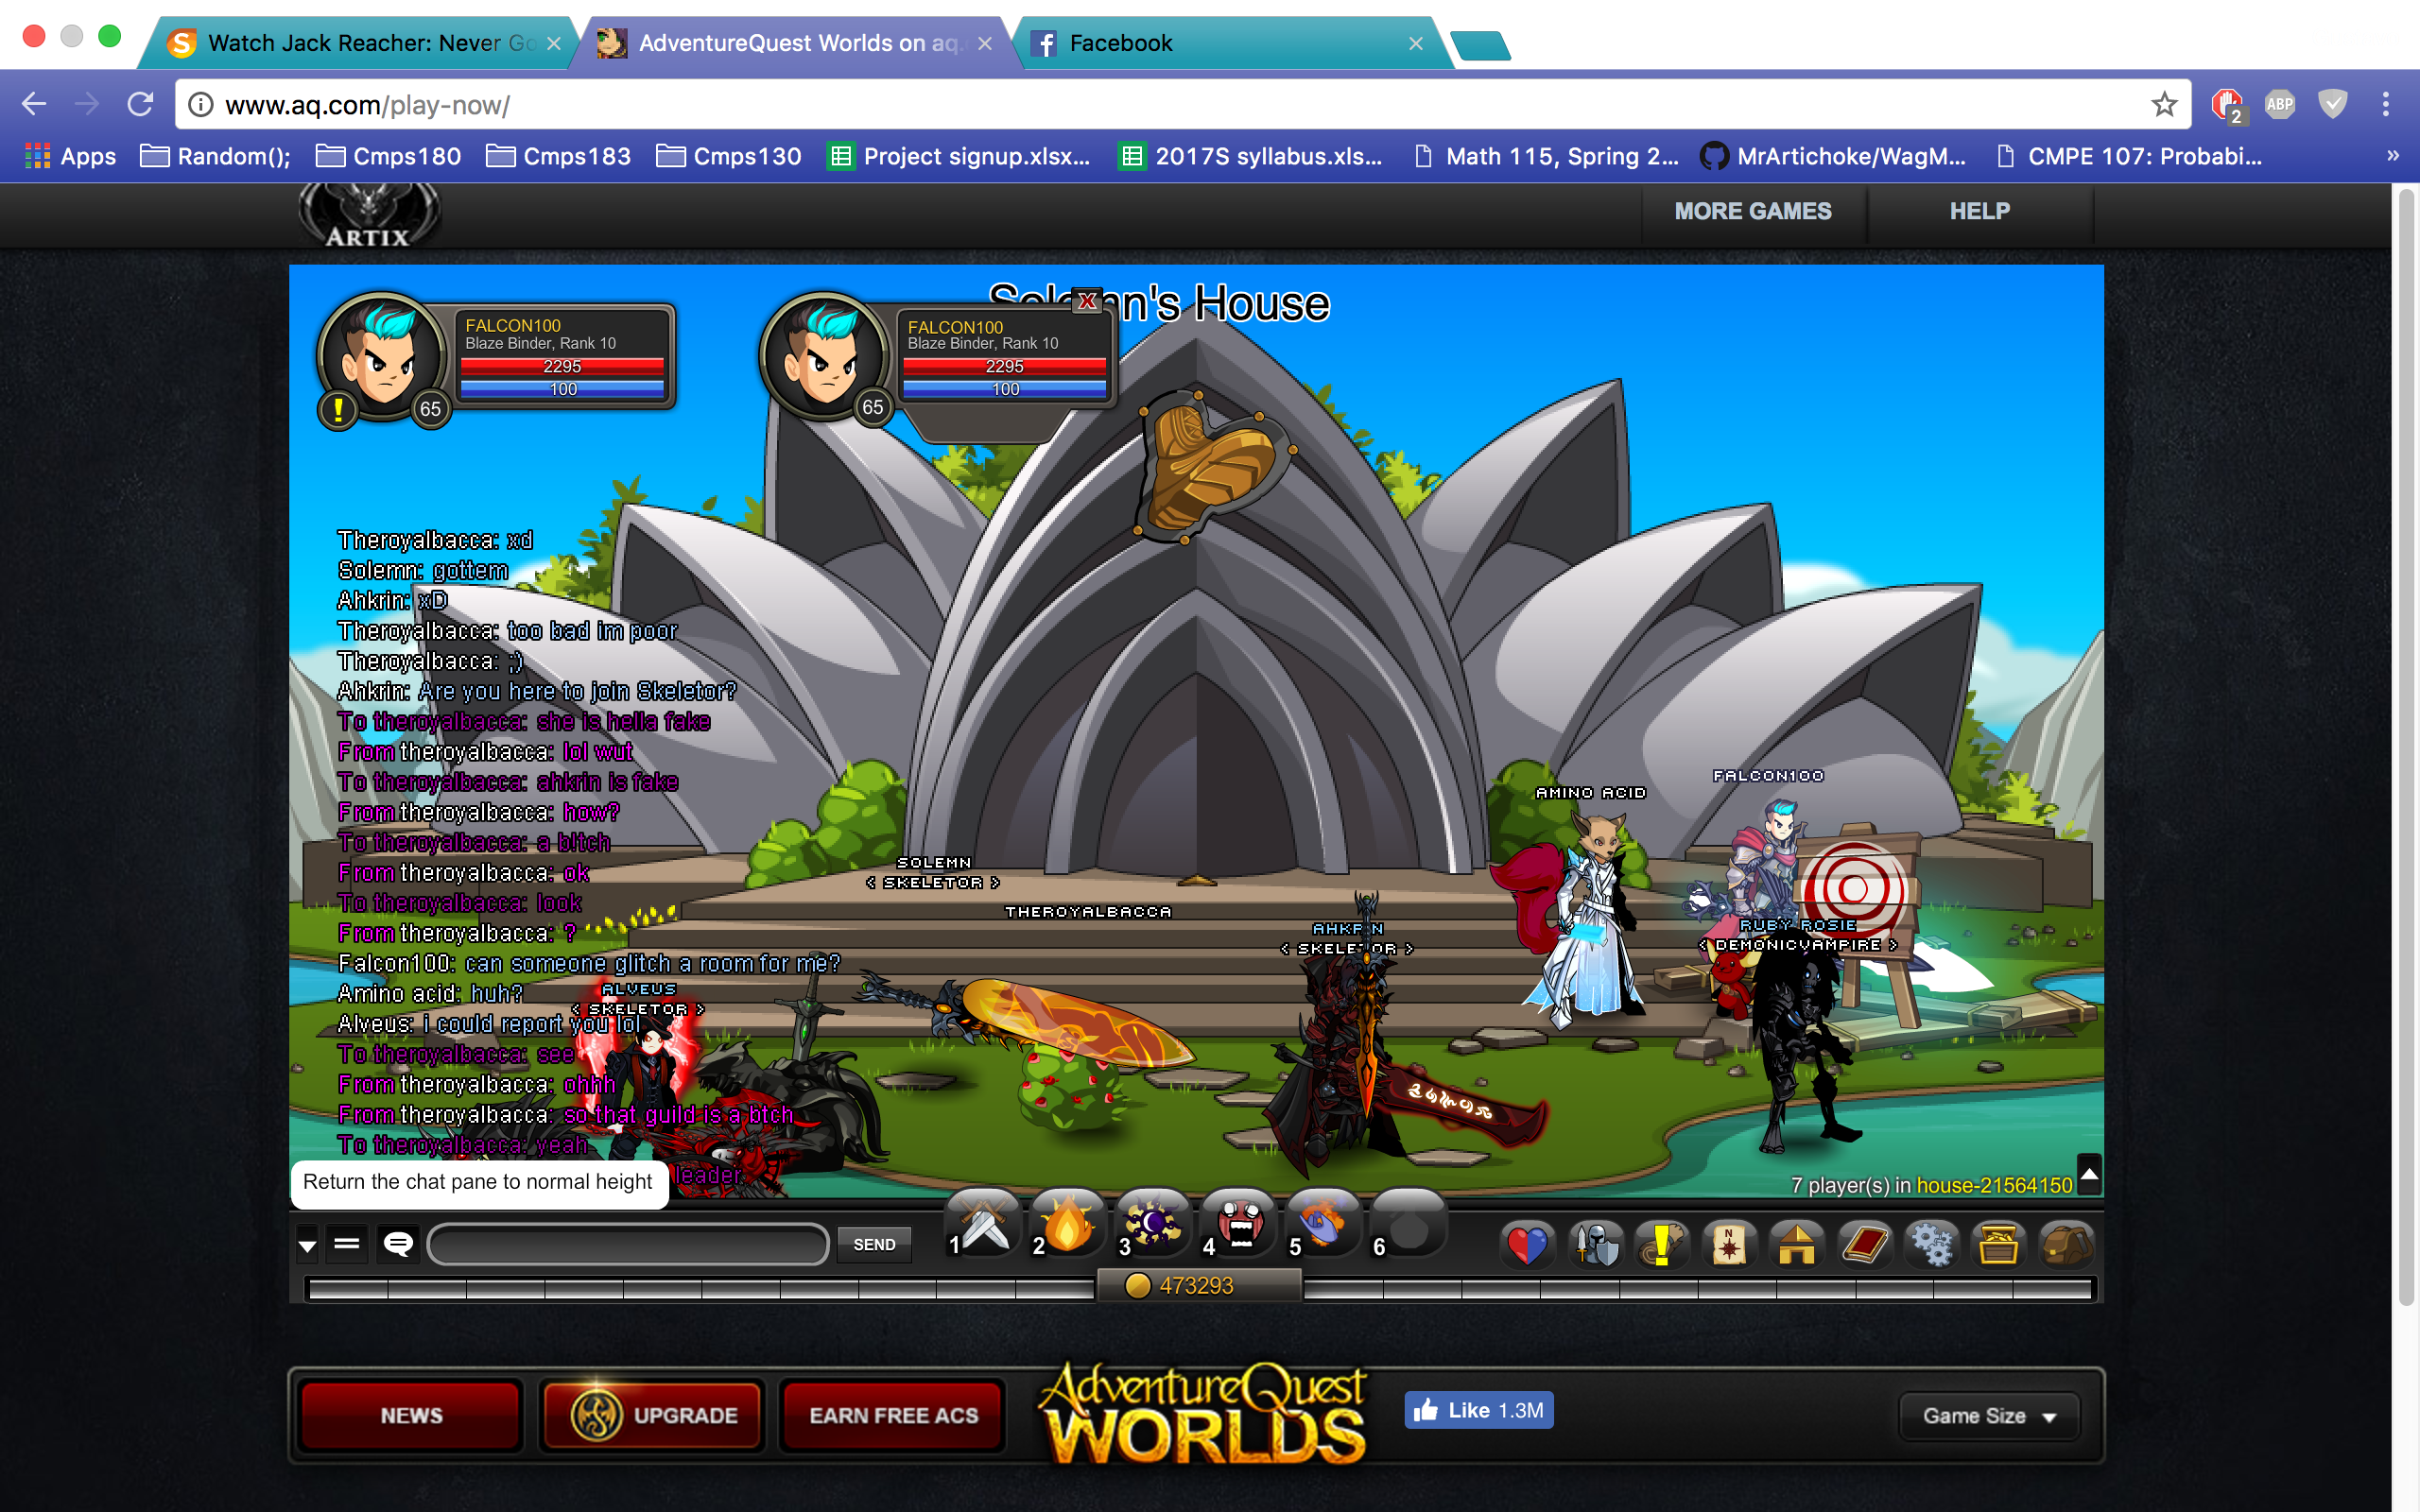 Watch Jack Reacher: Never Go
AdventureQuest Worlds on aq.
Facebook
www.aq.com/play-now/
2
ABP
Apps
Random();
Cmps180
Cmps183
Cmps130
Project signup.xlsx...
2017S syllabus.xls...
Math 115, Spring 2...
MrArtichoke/WagM...
CMPE 107: Probabi...
»
ARTIX
MORE GAMES
HELP
Solemn's House
X
FALCON100
Blaze Binder, Rank 10
2295
100
65
!
FALCON100
Blaze Binder, Rank 10
2295
100
65
Theroyalbacca: xd
Solemn: gottem
Ahkrin: xD
Theroyalbacca: too bad im poor
Theroyalbacca: ;)
Ahkrin: Are you here to join Skeletor?
To theroyalbacca: she is hella fake
From theroyalbacca: lol wut
To theroyalbacca: ahkrin is fake
From theroyalbacca: how?
To theroyalbacca: a b!tch
From theroyalbacca: ok
To theroyalbacca: look
From theroyalbacca: ?
Falcon100: can someone glitch a room for me?
Amino acid: huh?
Alveus: i could report you lol
To theroyalbacca: see
From theroyalbacca: ohhh
From theroyalbacca: so that guild is a btch
To theroyalbacca: yeah
leader
FALCON100
AMINO ACID
SOLEMN
< SKELETOR >
THEROYALBACCA
AHKRIN
< SKELETOR >
RUBY ROSIE
< DEMONICVAMPIRE >
ALVEUS
< SKELETOR >
Return the chat pane to normal height
7 player(s) in house-21564150
SEND
1
2
3
4
5
6
N
473293
NEWS
UPGRADE
EARN FREE ACS
AdventureQuest
WORLDS
Like 1.3M
Game Size